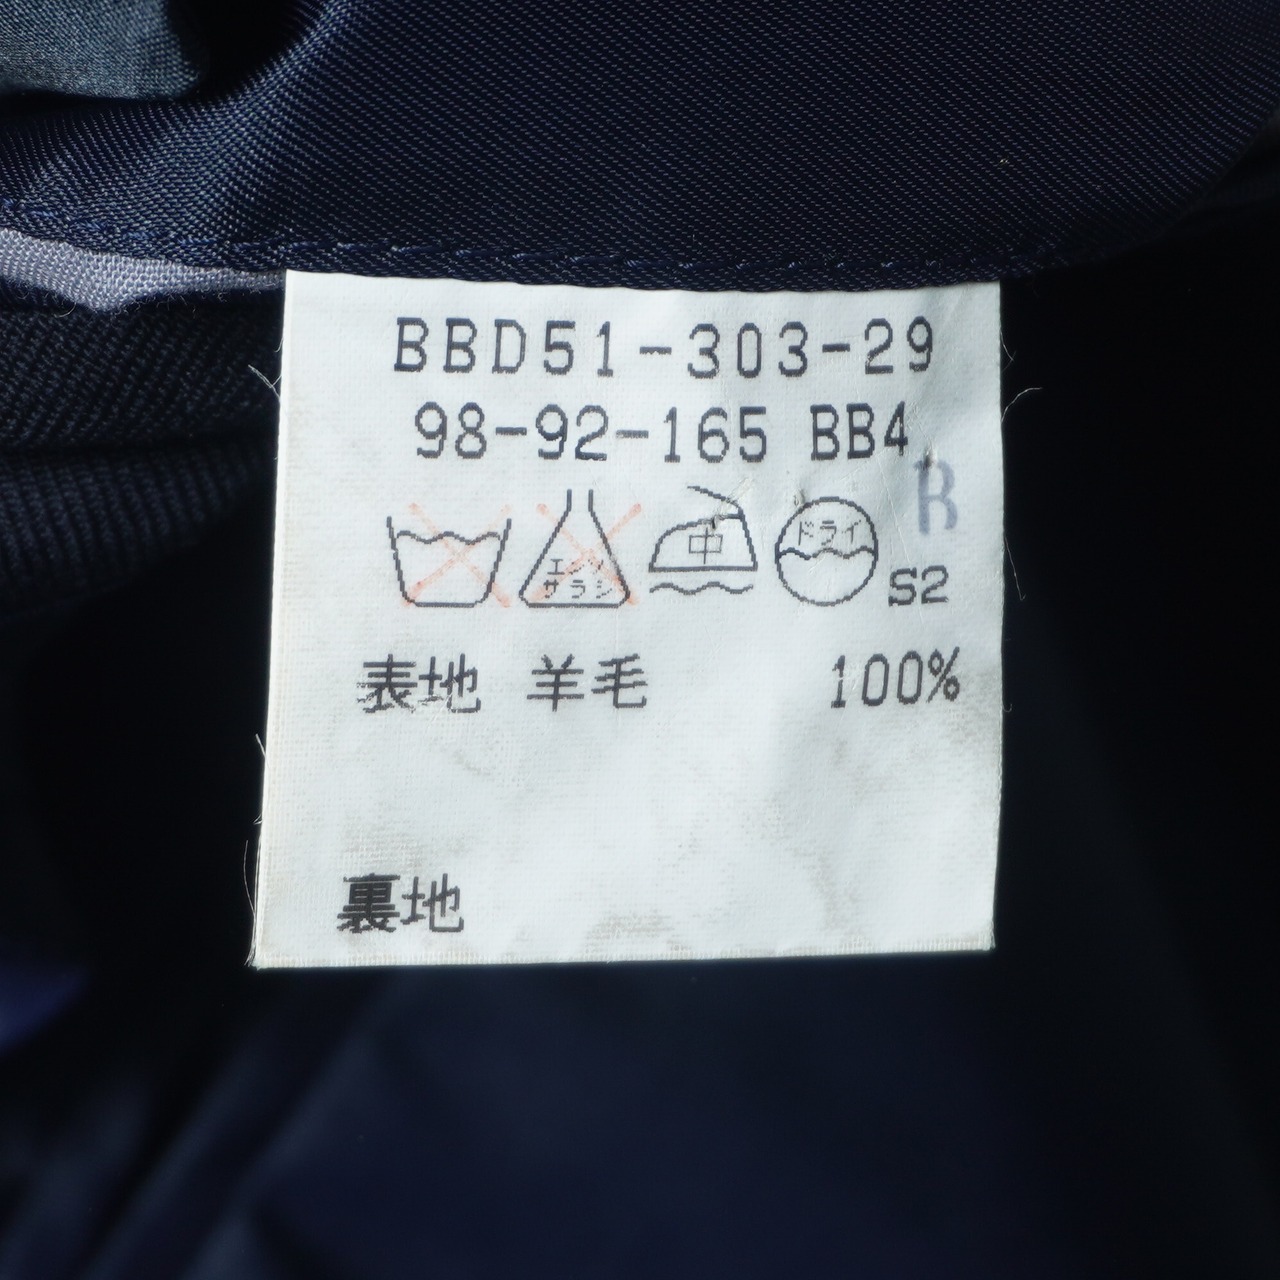 BBD51-303-29
98-92-165 BB4
R
エンソ
サラシ
中
ドライ
S2
表地 羊毛 100%
裏地